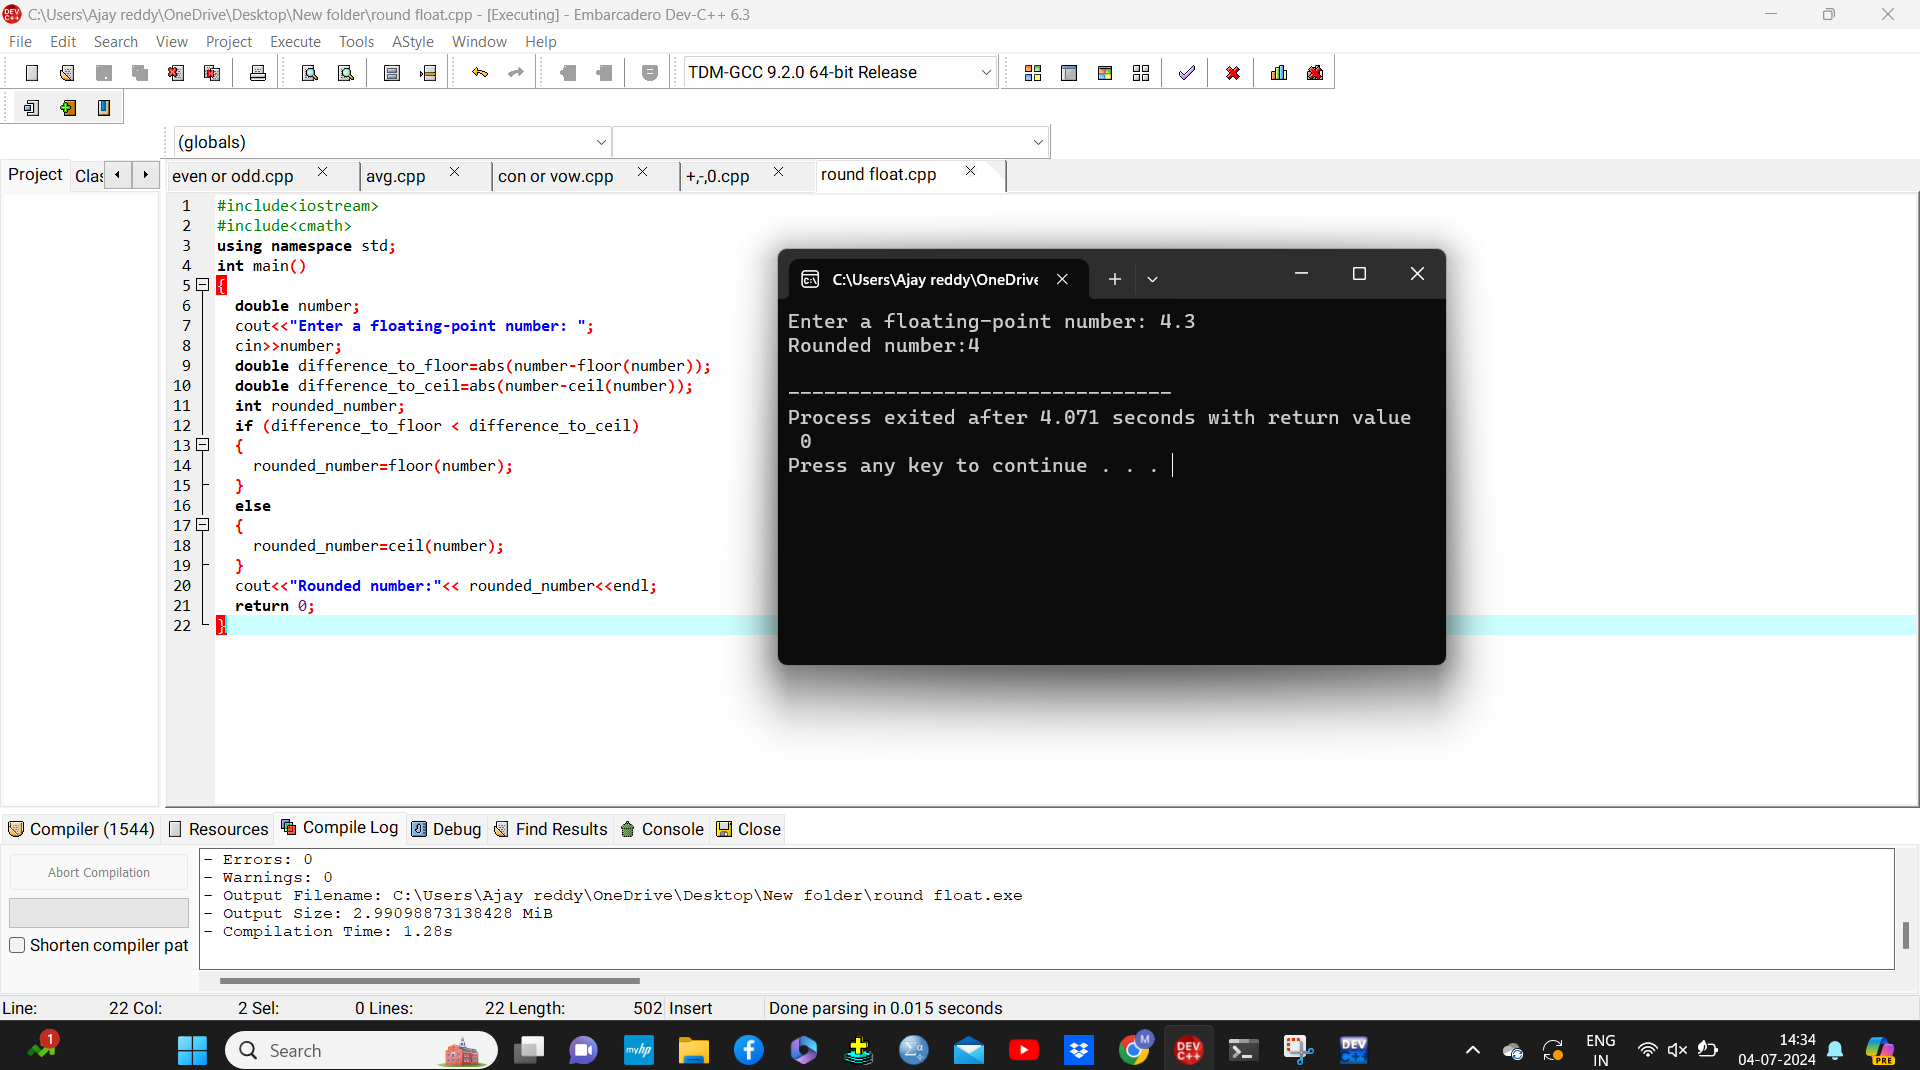 C:\Users\Ajay reddy\OneDrive\Desktop\New folder\round float.cpp - [Executing] - Embarcadero Dev-C++ 6.3
File Edit Search View Project Execute Tools AStyle Window Help
TDM-GCC 9.2.0 64-bit Release
(globals)
Project Clas
even or odd.cpp avg.cpp con or vow.cpp +,-,0.cpp round float.cpp
1 #include<iostream>
2 #include<cmath>
3 using namespace std;
4 int main()
5 {
6 double number;
7 cout<<"Enter a floating-point number: ";
8 cin>>number;
9 double difference_to_floor=abs(number-floor(number));
10 double difference_to_ceil=abs(number-ceil(number));
11 int rounded_number;
12 if (difference_to_floor < difference_to_ceil)
13 {
14 rounded_number=floor(number);
15 }
16 else
17 {
18 rounded_number=ceil(number);
19 }
20 cout<<"Rounded number:"<< rounded_number<<endl;
21 return 0;
22 }
C:\Users\Ajay reddy\OneDrive
Enter a floating-point number: 4.3
Rounded number:4
--------------------------------
Process exited after 4.071 seconds with return value
0
Press any key to continue . . .
Compiler (1544) Resources Compile Log Debug Find Results Console Close
Abort Compilation
Shorten compiler pat
- Errors: 0
- Warnings: 0
- Output Filename: C:\Users\Ajay reddy\OneDrive\Desktop\New folder\round float.exe
- Output Size: 2.99098873138428 MiB
- Compilation Time: 1.28s
Line: 22 Col: 2 Sel: 0 Lines: 22 Length: 502 Insert Done parsing in 0.015 seconds
1
Search
myhp
M
DEV C++
DEV C++
ENG
IN
14:34
04-07-2024
PRE